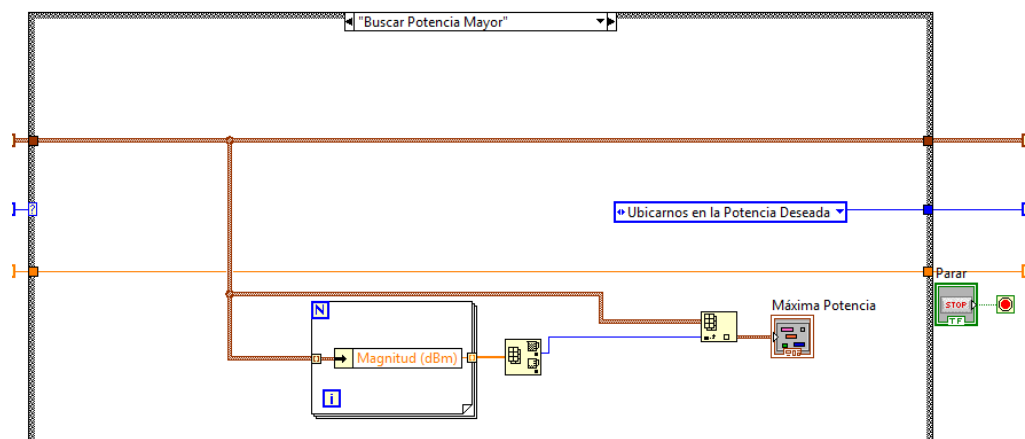 "Buscar Potencia Mayor"
?
Ubicarnos en la Potencia Deseada
Parar
STOP
TF
N
Máxima Potencia
Magnitud (dBm)
i